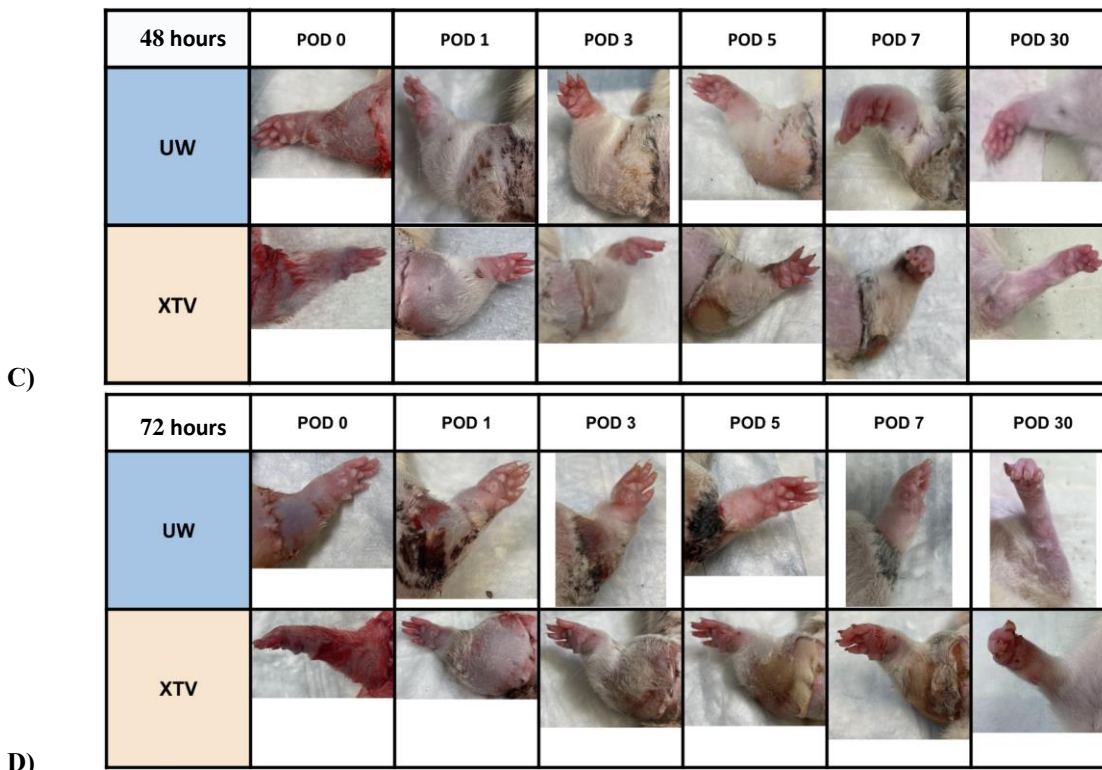 48 hours POD 0 POD 1 POD 3 POD 5 POD 7 POD 30
UW
XTV
C)
72 hours POD 0 POD 1 POD 3 POD 5 POD 7 POD 30
UW
XTV
D)